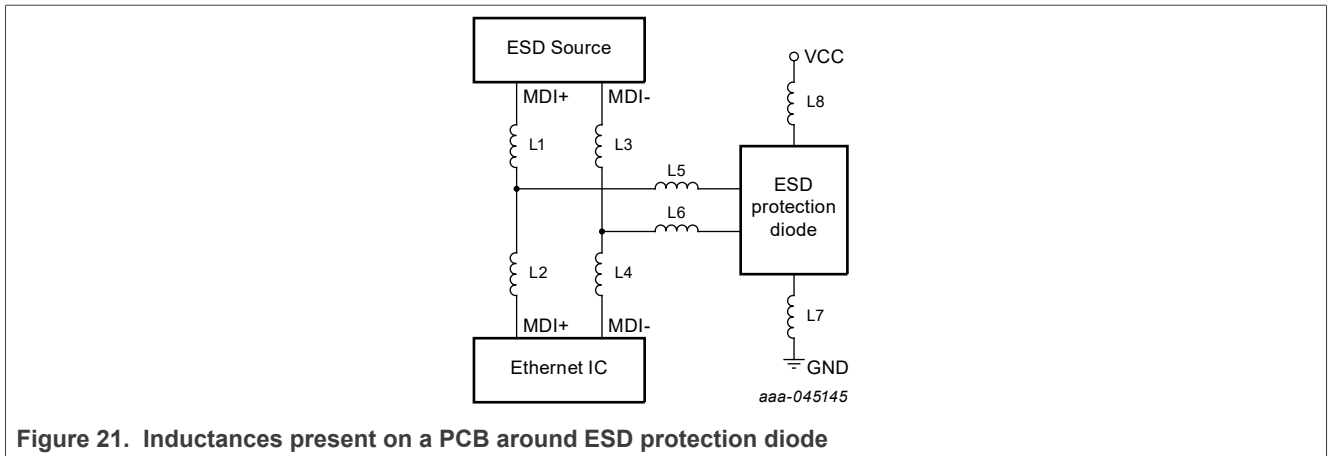 ESD Source
VCC
MDI+ MDI-
L8
L1 L3
L5
ESD
protection
diode
L6
L2 L4
L7
MDI+ MDI-
Ethernet IC
GND
aaa-045145
Figure 21. Inductances present on a PCB around ESD protection diode